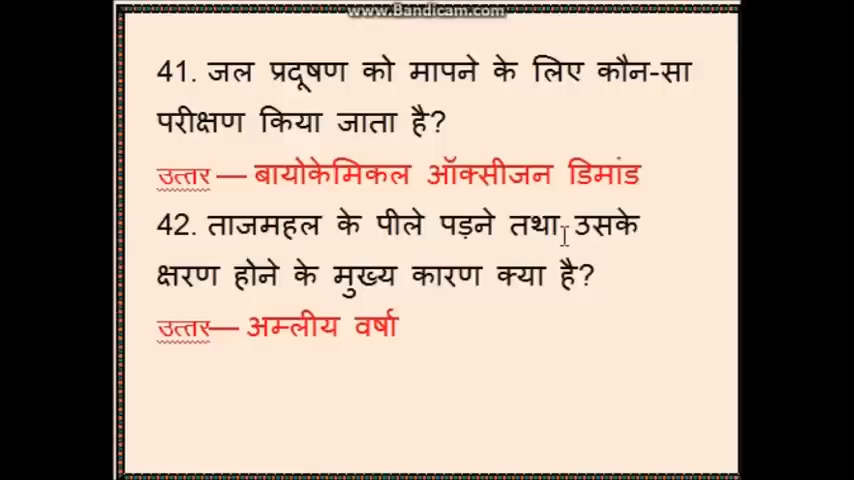 www.Bandicam.com
41. जल प्रदूषण को मापने के लिए कौन-सा
परीक्षण किया जाता है?
उत्तर — बायोकेमिकल ऑक्सीजन डिमांड
42. ताजमहल के पीले पड़ने तथा उसके
क्षरण होने के मुख्य कारण क्या है?
उत्तर— अम्लीय वर्षा